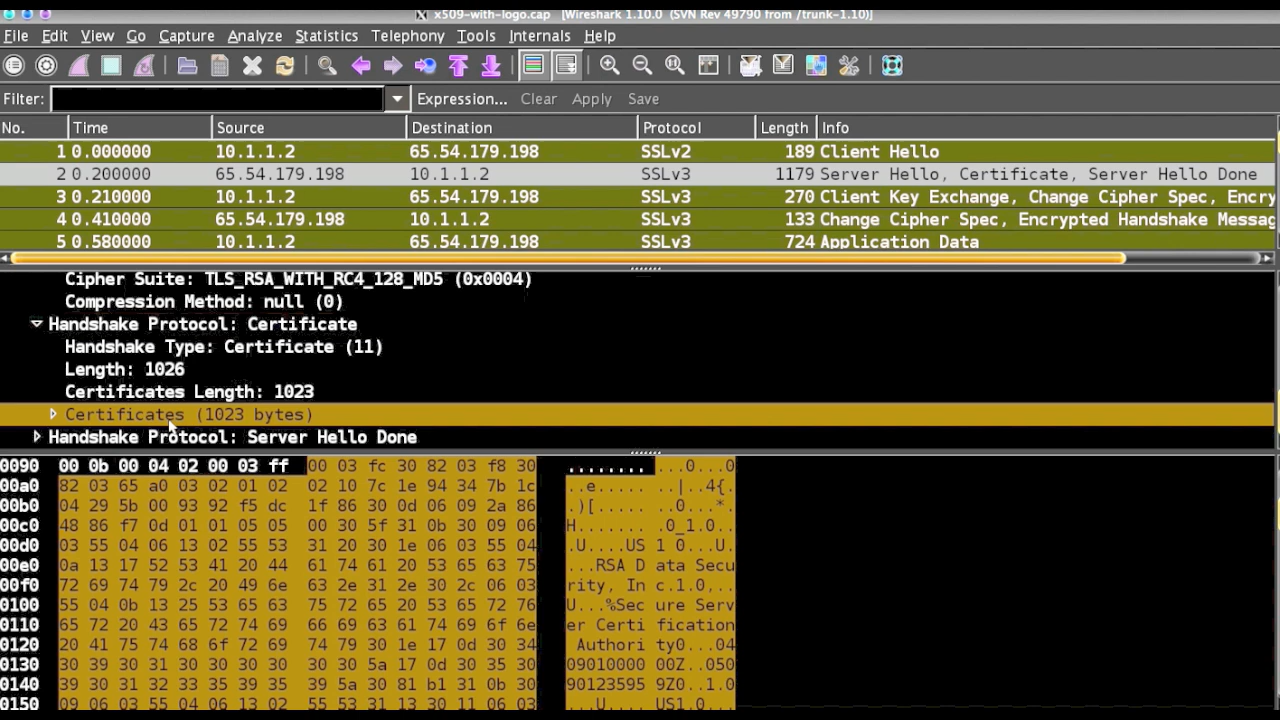 x509-with-logo.cap [Wireshark 1.10.0 (SVN Rev 49790 from /trunk-1.10)]
File Edit View Go Capture Analyze Statistics Telephony Tools Internals Help
Filter: Expression... Clear Apply Save
No. Time Source Destination Protocol Length Info
1 0.000000 10.1.1.2 65.54.179.198 SSLv2 189 Client Hello
2 0.200000 65.54.179.198 10.1.1.2 SSLv3 1179 Server Hello, Certificate, Server Hello Done
3 0.210000 10.1.1.2 65.54.179.198 SSLv3 270 Client Key Exchange, Change Cipher Spec, Encry
4 0.410000 65.54.179.198 10.1.1.2 SSLv3 133 Change Cipher Spec, Encrypted Handshake Messag
5 0.580000 10.1.1.2 65.54.179.198 SSLv3 724 Application Data
Cipher Suite: TLS_RSA_WITH_RC4_128_MD5 (0x0004)
Compression Method: null (0)
Handshake Protocol: Certificate
Handshake Type: Certificate (11)
Length: 1026
Certificates Length: 1023
Certificates (1023 bytes)
Handshake Protocol: Server Hello Done
0090 00 0b 00 04 02 00 03 ff 00 03 fc 30 82 03 f8 30 ........ ...0...0
00a0 82 03 65 a0 03 02 01 02 02 10 7c 1e 94 34 7b 1c ..e..... ..|..4{.
00b0 04 29 5b 00 93 92 f5 dc 1f 86 30 0d 06 09 2a 86 .)[..... ..0...*.
00c0 48 86 f7 0d 01 01 05 05 00 30 5f 31 0b 30 09 06 H....... .0_1.0..
00d0 03 55 04 06 13 02 55 53 31 20 30 1e 06 03 55 04 .U....US 1 0...U.
00e0 0a 13 17 52 53 41 20 44 61 74 61 20 53 65 63 75 ...RSA D ata Secu
00f0 72 69 74 79 2c 20 49 6e 63 2e 31 2e 30 2c 06 03 rity, In c.1.0,..
0100 55 04 0b 13 25 53 65 63 75 72 65 20 53 65 72 76 U...%Sec ure Serv
0110 65 72 20 43 65 72 74 69 66 69 63 61 74 69 6f 6e er Certi fication
0120 20 41 75 74 68 6f 72 69 74 79 30 1e 17 0d 30 34 Authori ty0...04
0130 30 39 30 31 30 30 30 30 30 30 5a 17 0d 30 35 30 09010000 00Z..050
0140 39 30 31 32 33 35 39 35 39 5a 30 81 b1 31 0b 30 90123595 9Z0..1.0
0150 09 06 03 55 04 06 13 02 55 53 31 13 30 11 06 03 ...U.... US1.0...